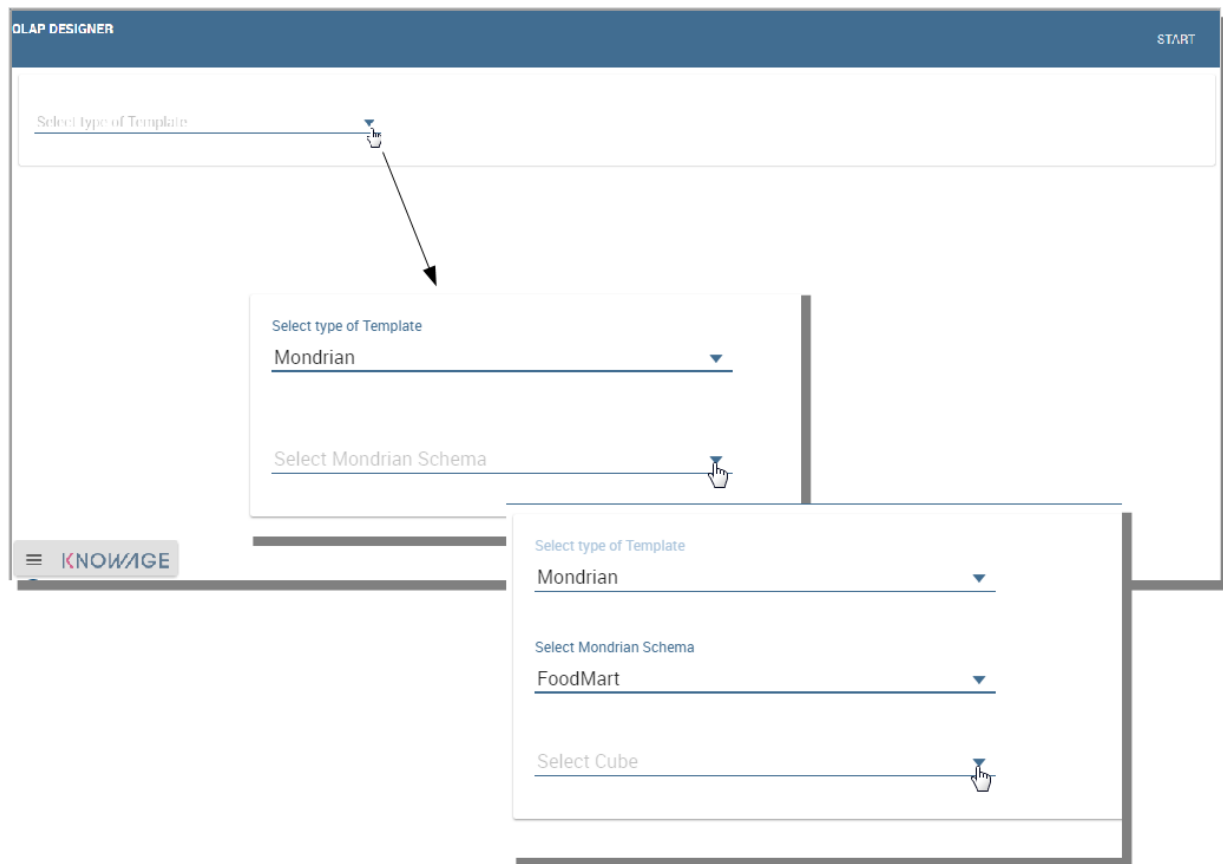 OLAP DESIGNER
START
Select type of Template
Select type of Template
Mondrian
Select Mondrian Schema
KNOWAGE
Select type of Template
Mondrian
Select Mondrian Schema
FoodMart
Select Cube